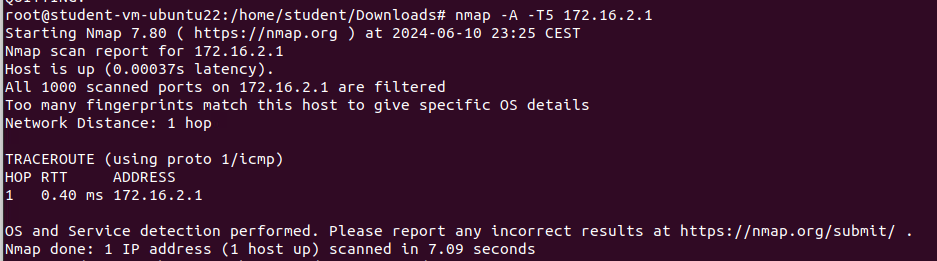 root@student-vm-ubuntu22:/home/student/Downloads# nmap -A -T5 172.16.2.1
Starting Nmap 7.80 ( https://nmap.org ) at 2024-06-10 23:25 CEST
Nmap scan report for 172.16.2.1
Host is up (0.00037s latency).
All 1000 scanned ports on 172.16.2.1 are filtered
Too many fingerprints match this host to give specific OS details
Network Distance: 1 hop

TRACEROUTE (using proto 1/icmp)
HOP RTT     ADDRESS
1   0.40 ms 172.16.2.1

OS and Service detection performed. Please report any incorrect results at https://nmap.org/submit/ .
Nmap done: 1 IP address (1 host up) scanned in 7.09 seconds